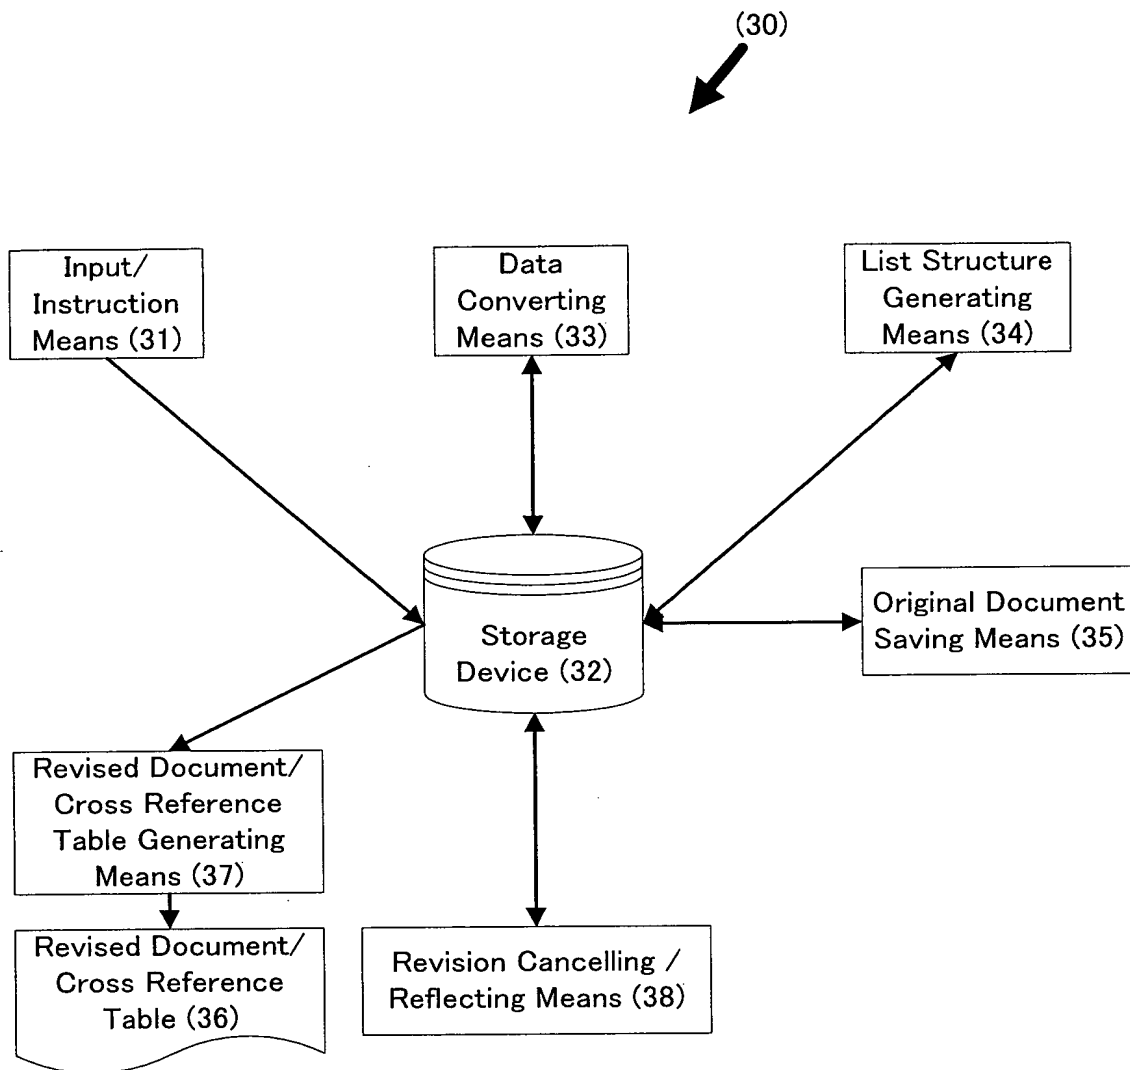 (30)
Input/
Instruction
Means (31)
Data
Converting
Means (33)
List Structure
Generating
Means (34)
Storage
Device (32)
Original Document
Saving Means (35)
Revised Document/
Cross Reference
Table Generating
Means (37)
Revised Document/
Cross Reference
Table (36)
Revision Cancelling /
Reflecting Means (38)